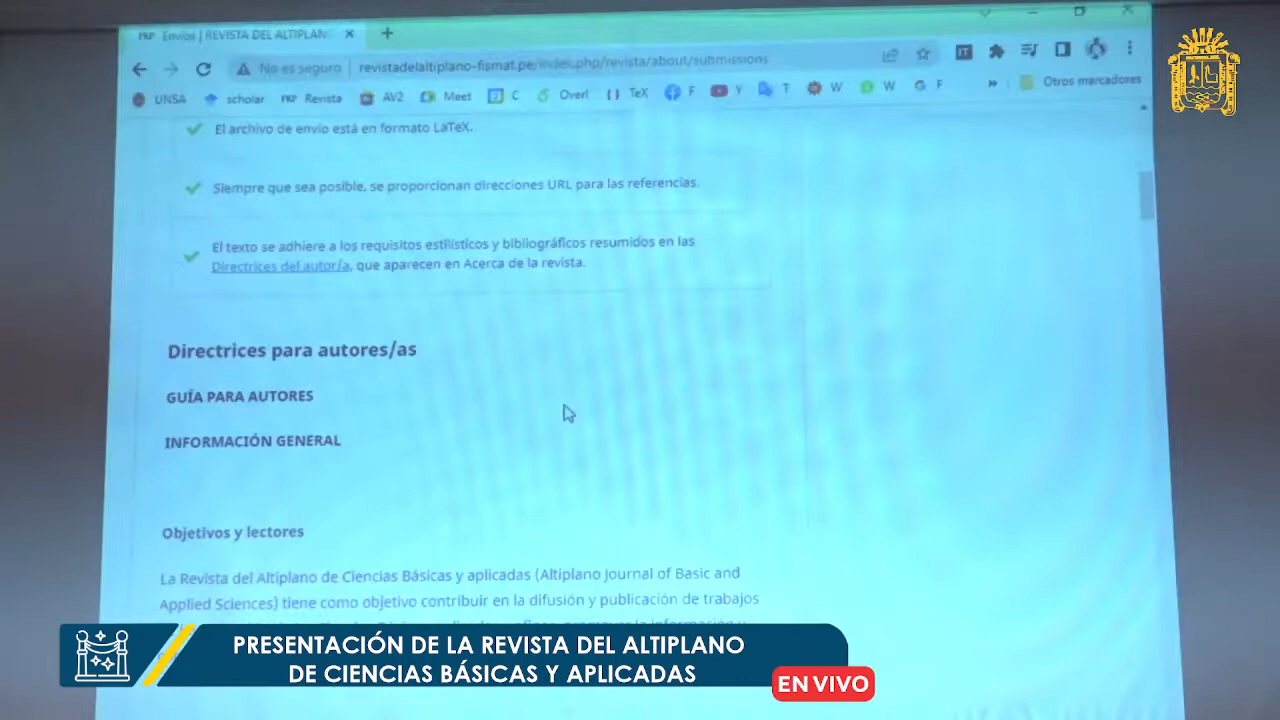 PKP Envíos | REVISTA DEL ALTIPLAN
No es seguro | revistadelaltiplano-fismat.pe/index.php/revista/about/submissions
UNSA scholar PKP Revista AV2 Meet C Overl TeX F Y T W W F » Otros marcadores
El archivo de envío está en formato LaTeX.
Siempre que sea posible, se proporcionan direcciones URL para las referencias.
El texto se adhiere a los requisitos estilísticos y bibliográficos resumidos en las
Directrices del autor/a, que aparecen en Acerca de la revista.
Directrices para autores/as
GUÍA PARA AUTORES
INFORMACIÓN GENERAL
Objetivos y lectores
La Revista del Altiplano de Ciencias Básicas y aplicadas (Altiplano Journal of Basic and
Applied Sciences) tiene como objetivo contribuir en la difusión y publicación de trabajos
PRESENTACIÓN DE LA REVISTA DEL ALTIPLANO
DE CIENCIAS BÁSICAS Y APLICADAS
EN VIVO